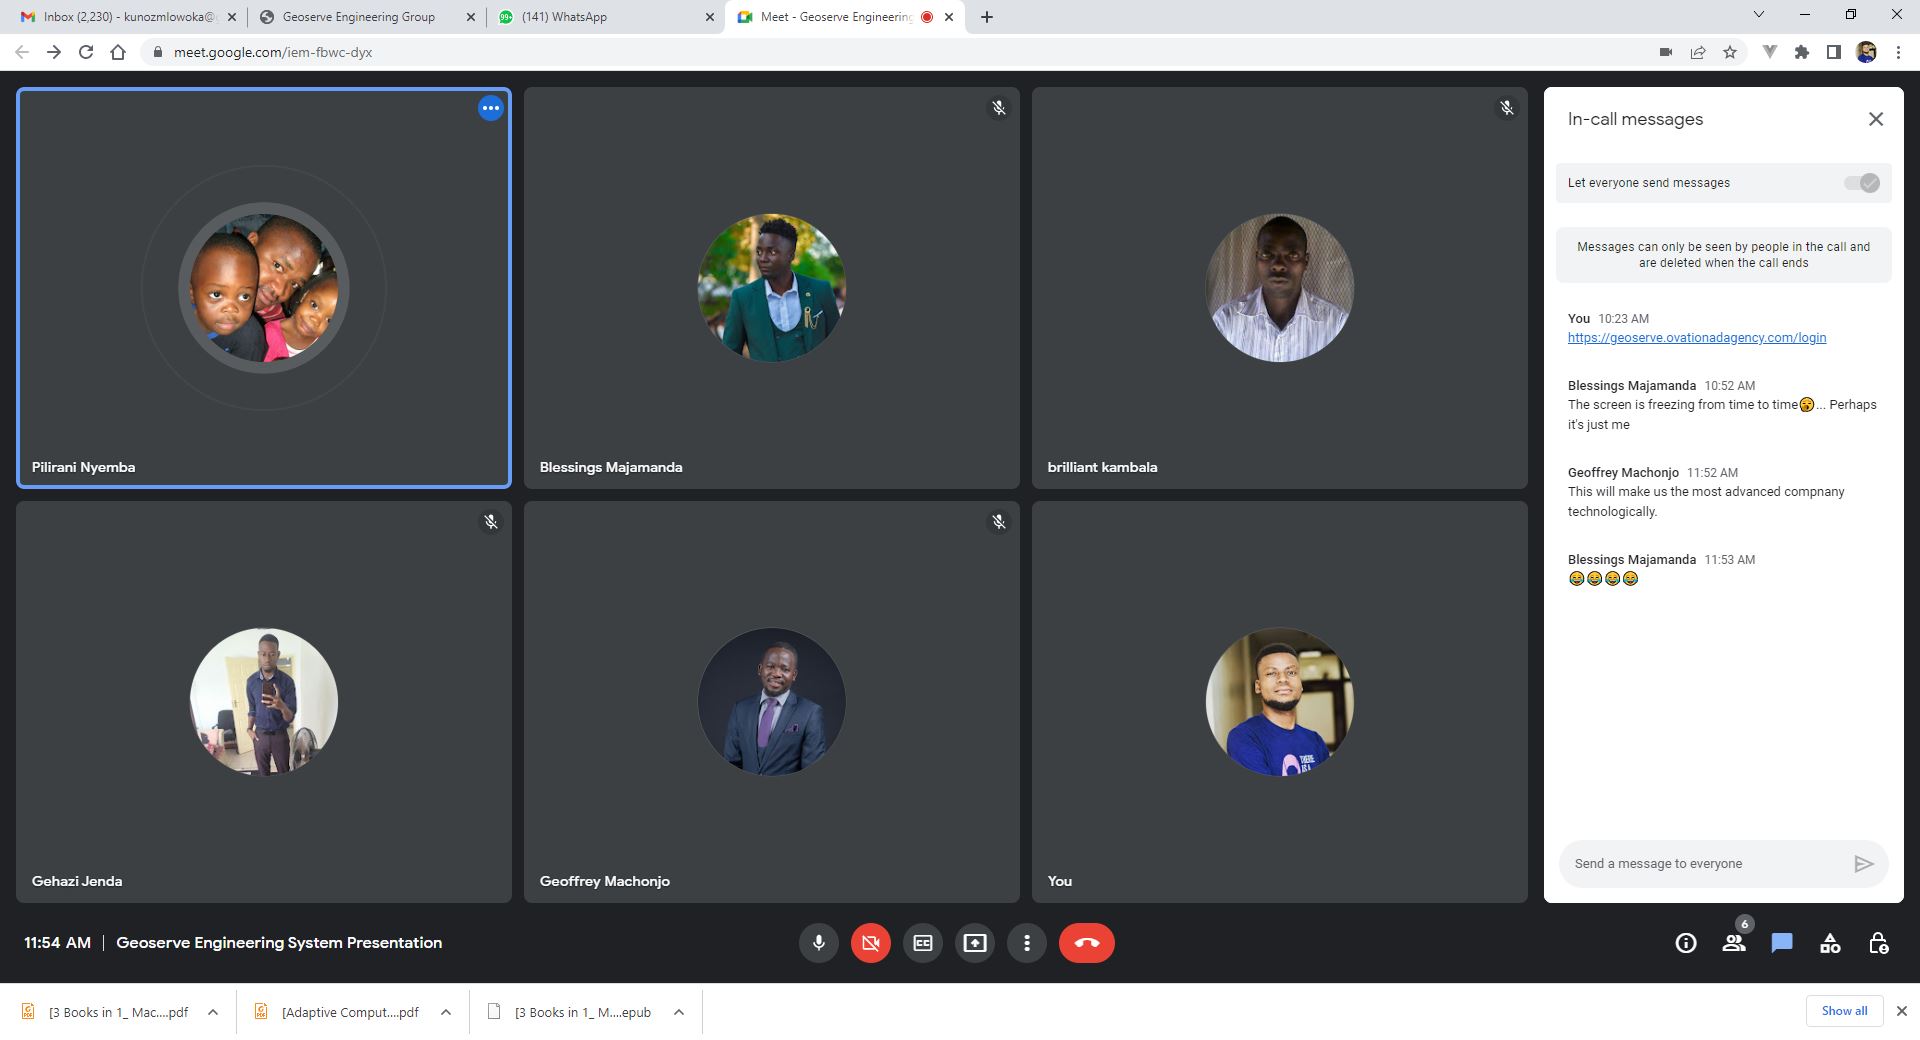 Inbox (2,230) - kunozmlowoka@
Geoserve Engineering Group
99+
(141) WhatsApp
Meet - Geoserve Engineering
meet.google.com/iem-fbwc-dyx
Pilirani Nyemba
Blessings Majamanda
brilliant kambala
Gehazi Jenda
Geoffrey Machonjo
THERE
IS A
You
In-call messages
Let everyone send messages
Messages can only be seen by people in the call and
are deleted when the call ends
You 10:23 AM
https://geoserve.ovationadagency.com/login
Blessings Majamanda 10:52 AM
The screen is freezing from time to time😲... Perhaps
it's just me
Geoffrey Machonjo 11:52 AM
This will make us the most advanced compnany
technologically.
Blessings Majamanda 11:53 AM
😂😂😂😂
Send a message to everyone
11:54 AM | Geoserve Engineering System Presentation
CC
6
[3 Books in 1_ Mac....pdf
[Adaptive Comput....pdf
[3 Books in 1_ M....epub
Show all